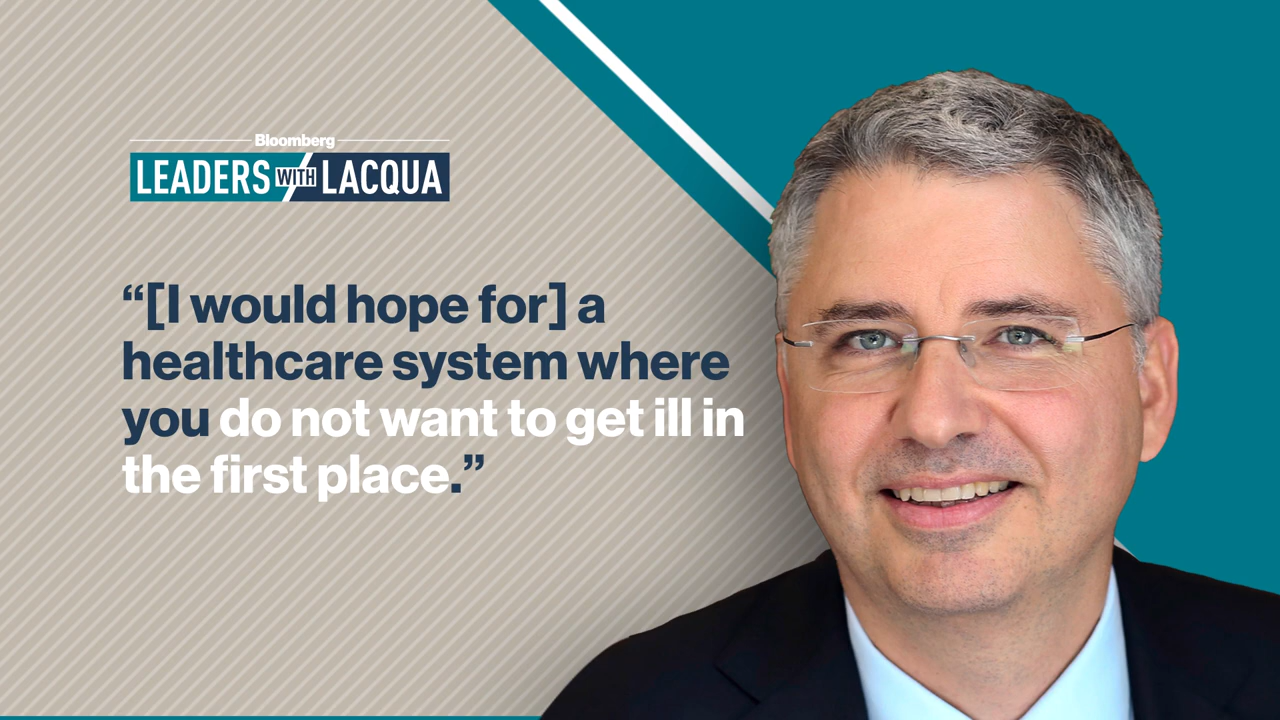 Bloomberg
LEADERS WITH LACQUA
“[I would hope for] a
healthcare system where
you do not want to get ill in
the first place.”